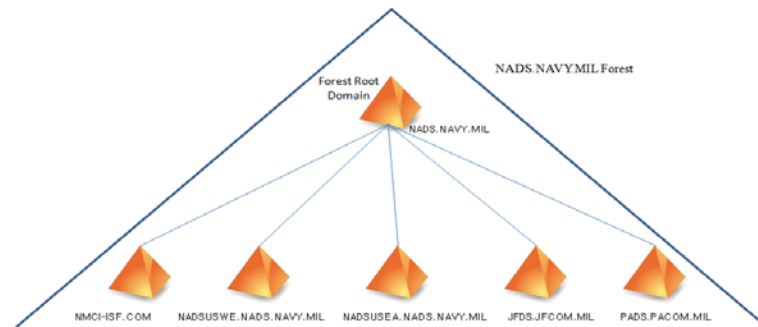 NADS.NAVY.MIL Forest
Forest Root
Domain
NADS.NAVY.MIL
NMCI-ISF.COM
NADSUSWE.NADS.NAVY.MIL
NADSUSEA.NADS.NAVY.MIL
JFDS.JFCOM.MIL
PADS.PACOM.MIL